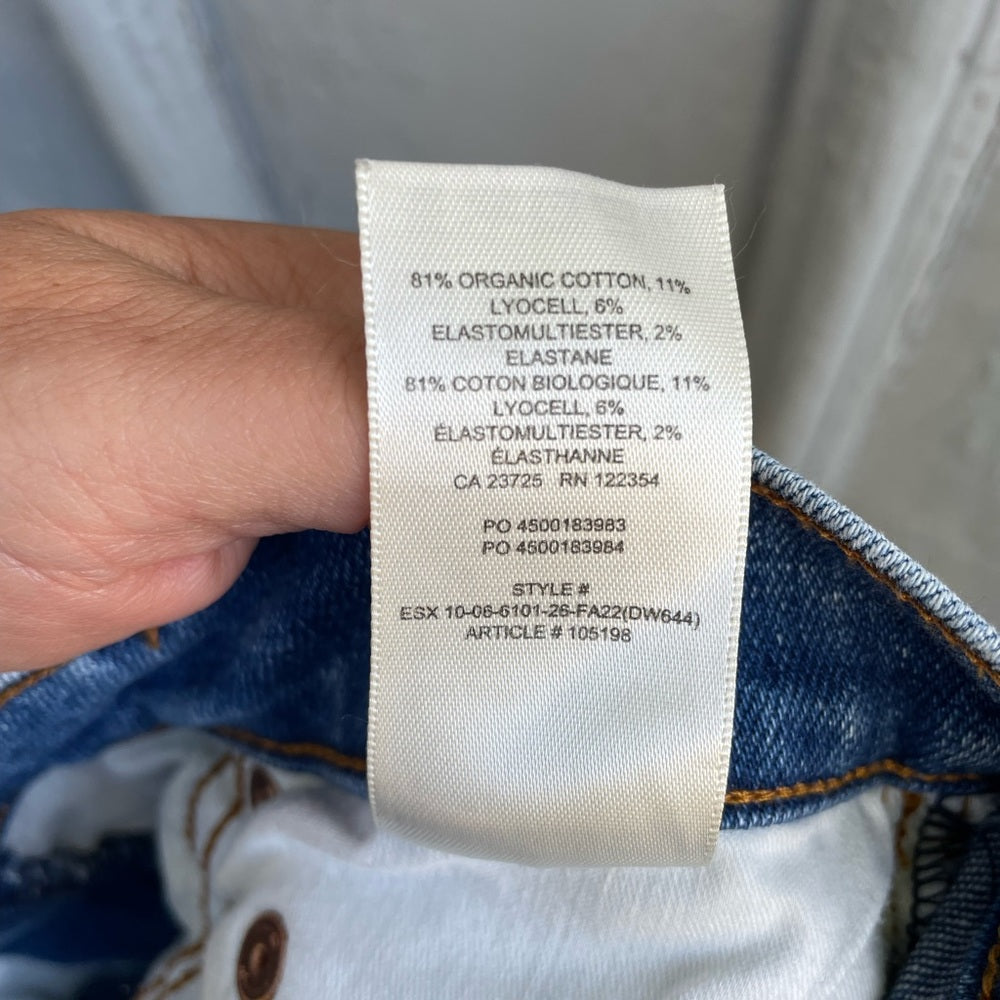 81% ORGANIC COTTON, 11%
LYOCELL, 6%
ELASTOMULTIESTER, 2%
ELASTANE
81% COTON BIOLOGIQUE, 11%
LYOCELL, 6%
ÉLASTOMULTIESTER, 2%
ÉLASTHANNE
CA 23725 RN 122354
PO 4500183983
PO 4500183984
STYLE #
ESX 10-06-6101-26-FA22(DW644)
ARTICLE # 105198